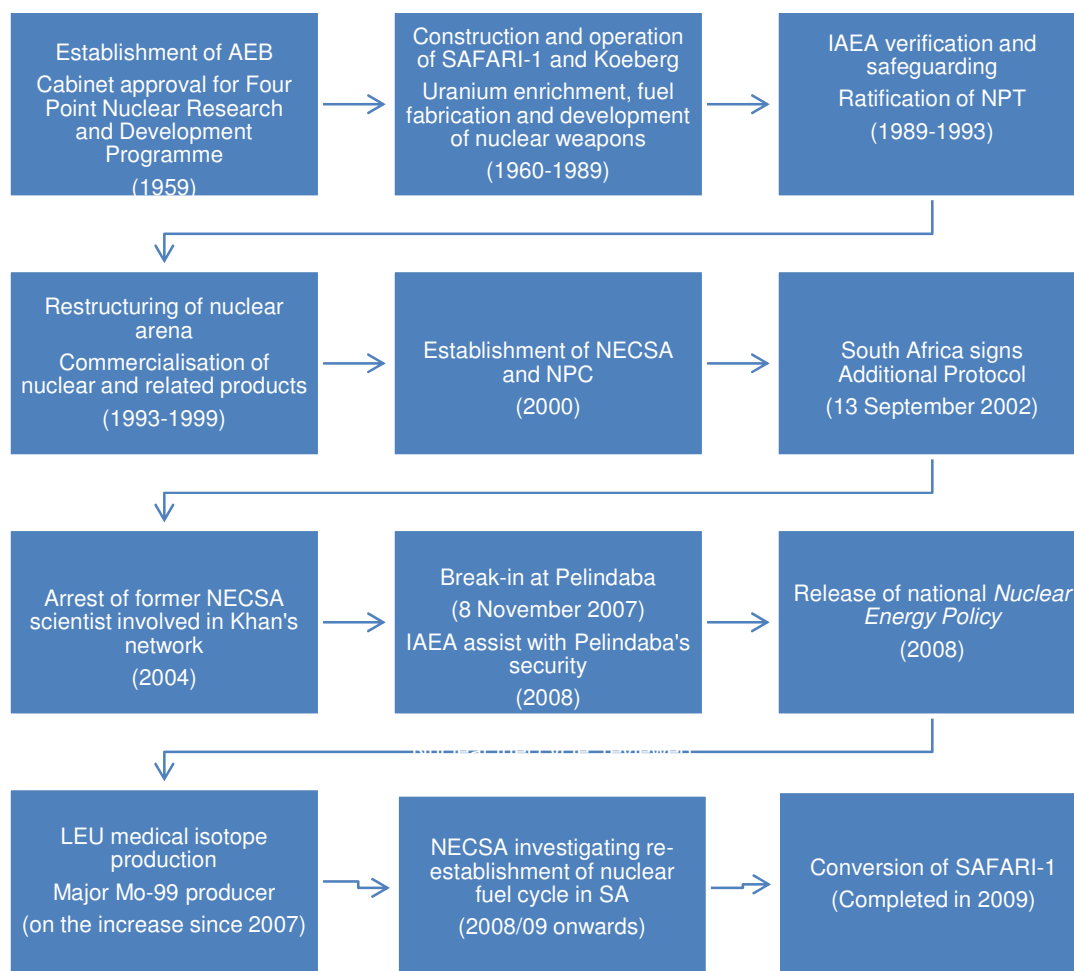 Establishment of AEB
Cabinet approval for Four
Point Nuclear Research
and Development
Programme
(1959)
Construction and operation
of SAFARI-1 and Koeberg
Uranium enrichment, fuel
fabrication and development
of nuclear weapons
(1960-1989)
IAEA verification and
safeguarding
Ratification of NPT
(1989-1993)
Restructuring of nuclear
arena
Commercialisation of
nuclear and related products
(1993-1999)
Establishment of NECSA
and NPC
(2000)
South Africa signs
Additional Protocol
(13 September 2002)
Arrest of former NECSA
scientist involved in Khan's
network
(2004)
Break-in at Pelindaba
(8 November 2007)
IAEA assist with Pelindaba's
security
(2008)
Release of national Nuclear
Energy Policy
(2008)
LEU medical isotope
production
Major Mo-99 producer
(on the increase since 2007)
NECSA investigating re-
establishment of nuclear
fuel cycle in SA
(2008/09 onwards)
Conversion of SAFARI-1
(Completed in 2009)